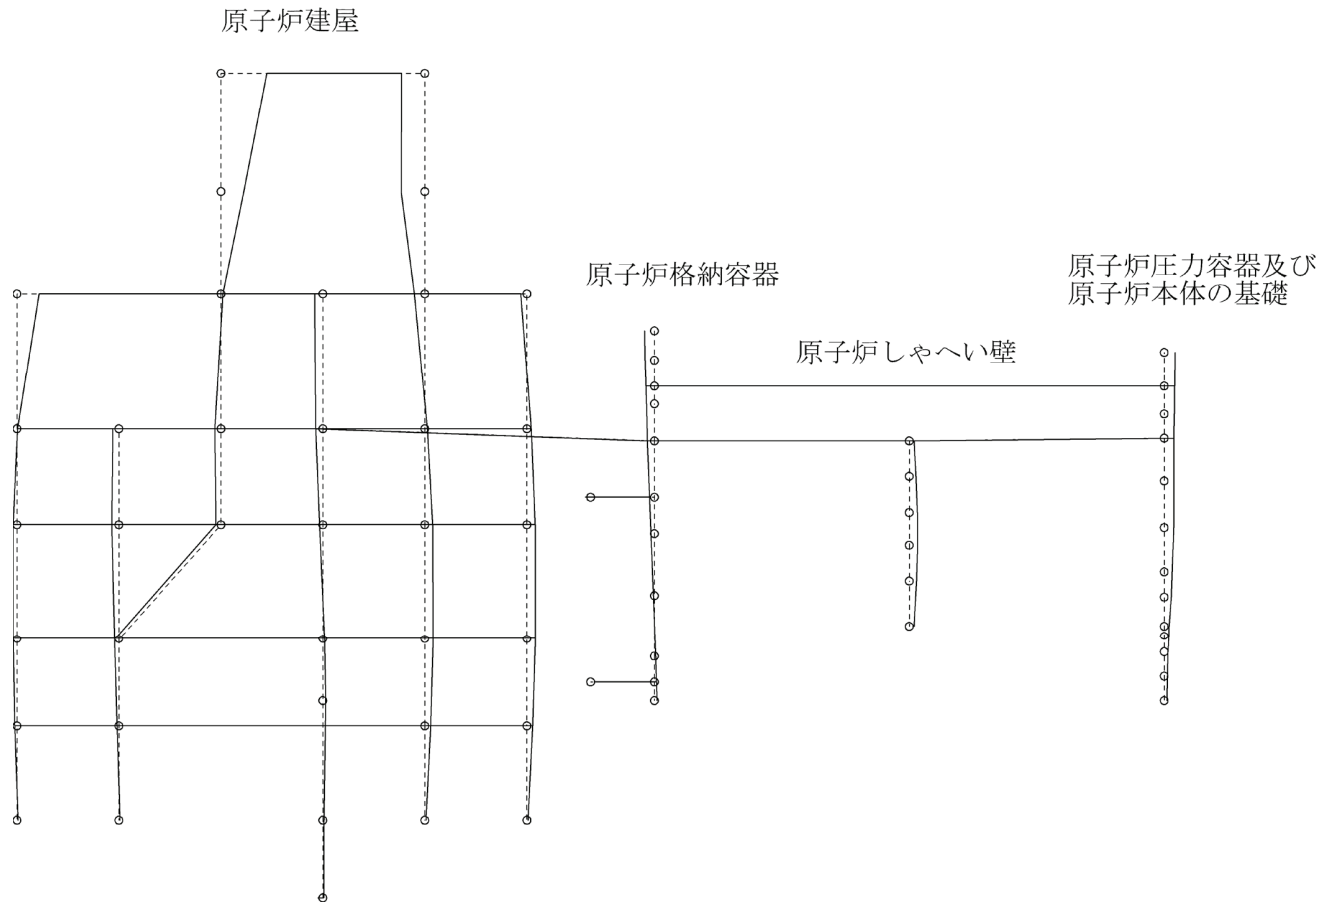 原子炉建屋
原子炉格納容器
原子炉圧力容器及び
原子炉本体の基礎
原子炉しゃへい壁